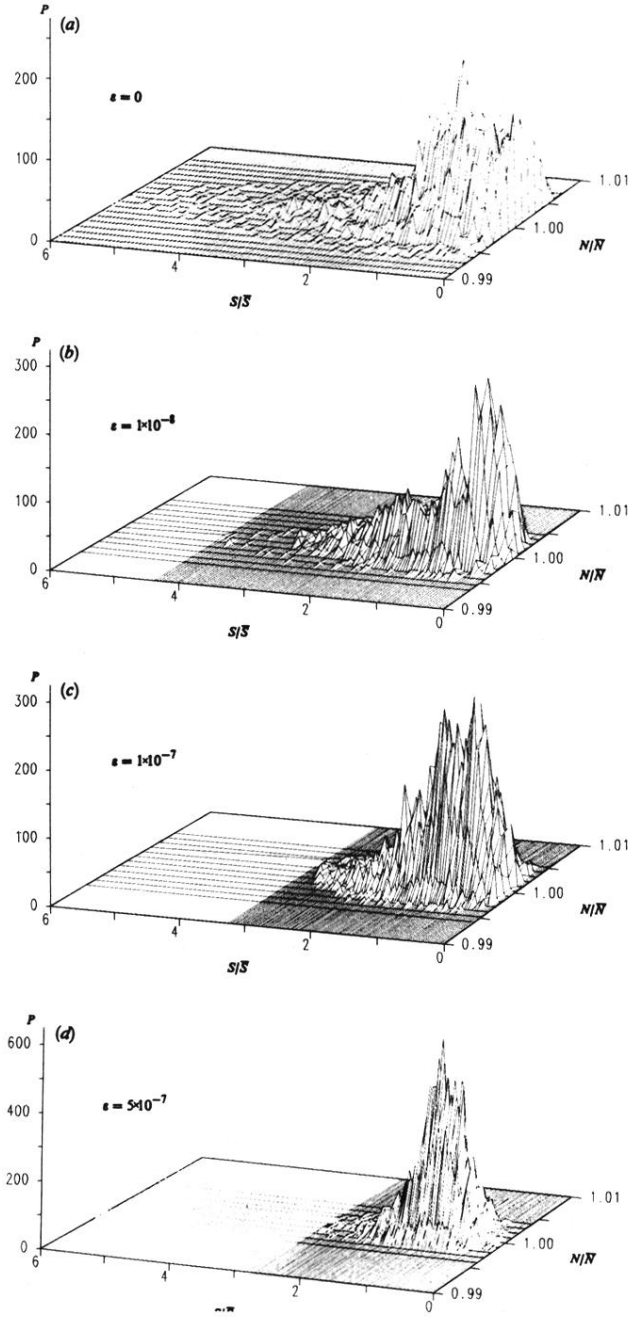 P (a)
200
ε = 0
100
0
6
4
2
0
0.99
1.00
1.01
N/N̅
S/S̅
P (b)
300
200
ε = 1×10⁻⁸
100
0
6
4
2
0
0.99
1.00
1.01
N/N̅
S/S̅
P (c)
300
200
ε = 1×10⁻⁷
100
0
6
4
2
0
0.99
1.00
1.01
N/N̅
S/S̅
P (d)
600
400
ε = 5×10⁻⁷
200
0
6
4
2
0
0.99
1.00
1.01
N/N̅